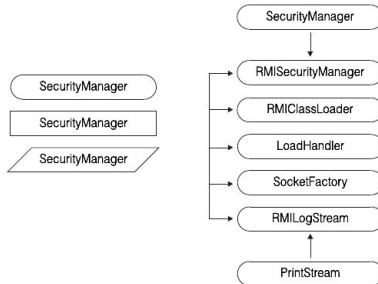 SecurityManager
SecurityManager
SecurityManager
SecurityManager
RMISecurityManager
RMIClassLoader
LoadHandler
SocketFactory
RMILogStream
PrintStream